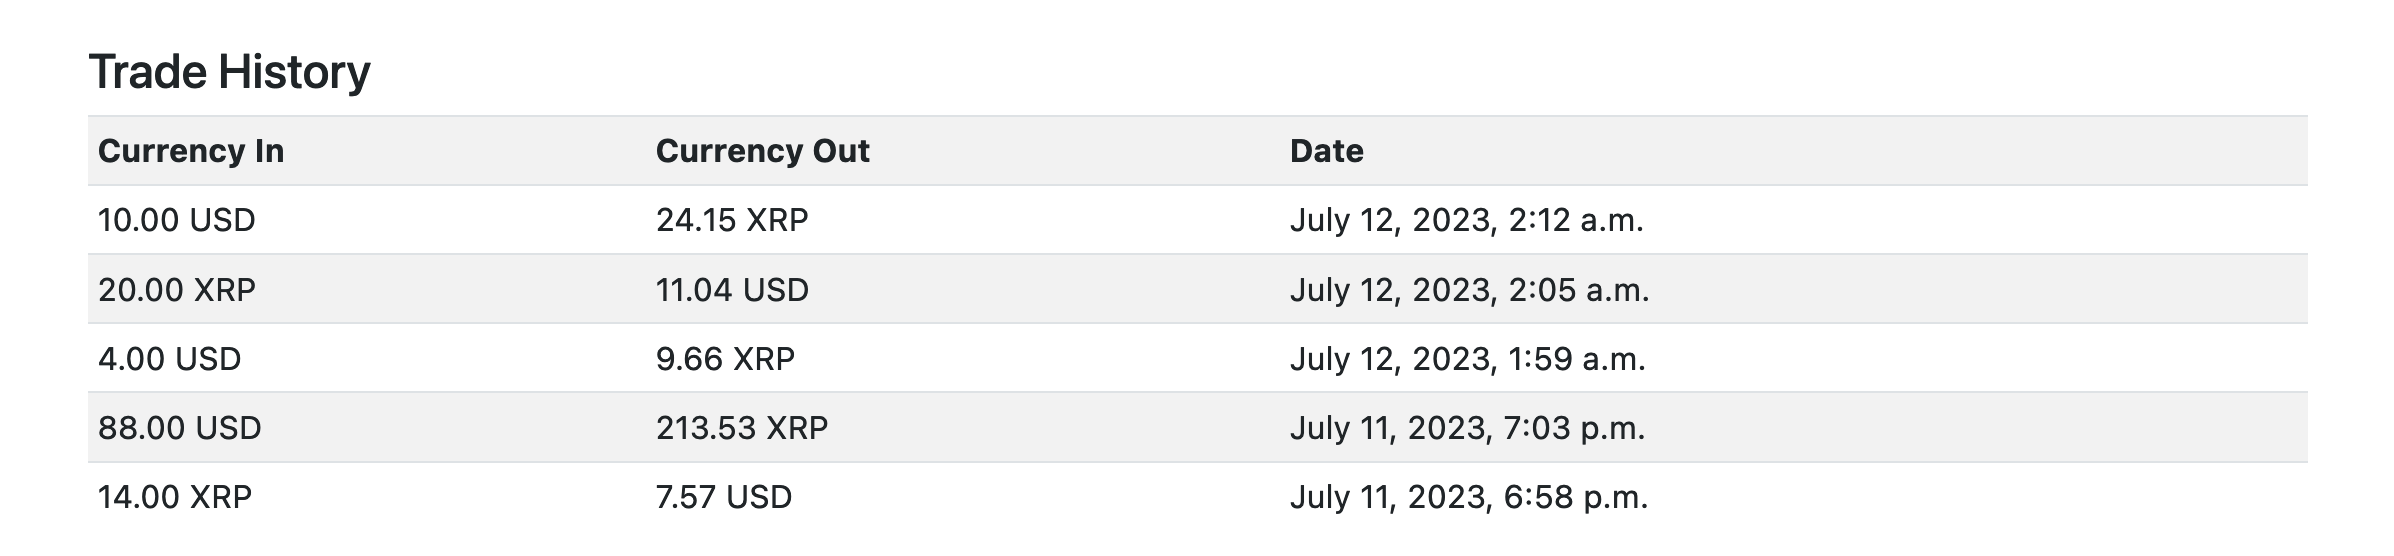 Trade History
Currency In Currency Out Date
10.00 USD 24.15 XRP July 12, 2023, 2:12 a.m.
20.00 XRP 11.04 USD July 12, 2023, 2:05 a.m.
4.00 USD 9.66 XRP July 12, 2023, 1:59 a.m.
88.00 USD 213.53 XRP July 11, 2023, 7:03 p.m.
14.00 XRP 7.57 USD July 11, 2023, 6:58 p.m.